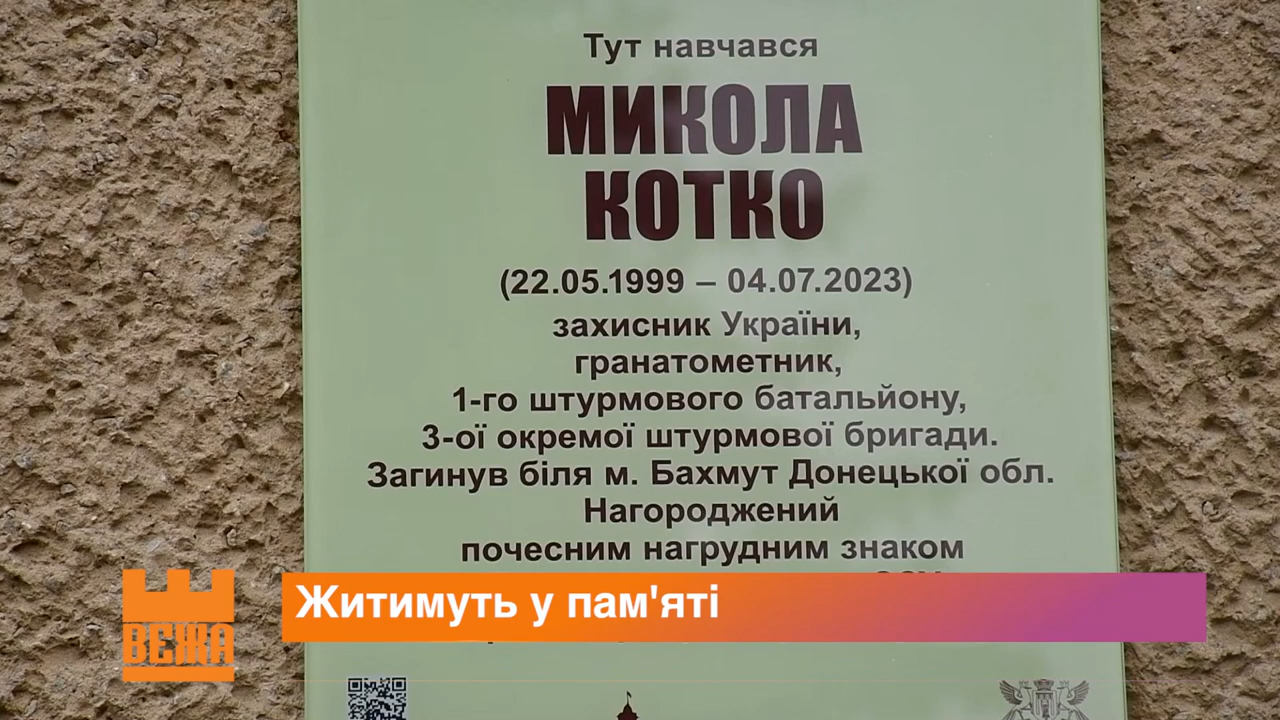 Тут навчався
МИКОЛА
КОТКО
(22.05.1999 – 04.07.2023)
захисник України,
гранатометник,
1-го штурмового батальйону,
3-ої окремої штурмової бригади.
Загинув біля м. Бахмут Донецької обл.
Нагороджений
почесним нагрудним знаком
Житимуть у пам'яті
ВЕЖА